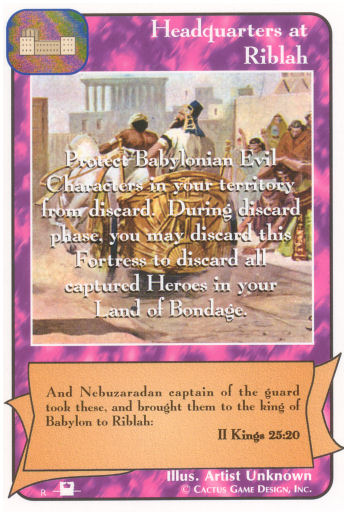 Headquarters at
Riblah
Protect Babylonian Evil
Characters in your territory
from discard. During discard
phase, you may discard this
Fortress to discard all
captured Heroes in your
Land of Bondage.
And Nebuzaradan captain of the guard
took these, and brought them to the king of
Babylon to Riblah:
II Kings 25:20
Illus. Artist Unknown
R © Cactus Game Design, Inc.